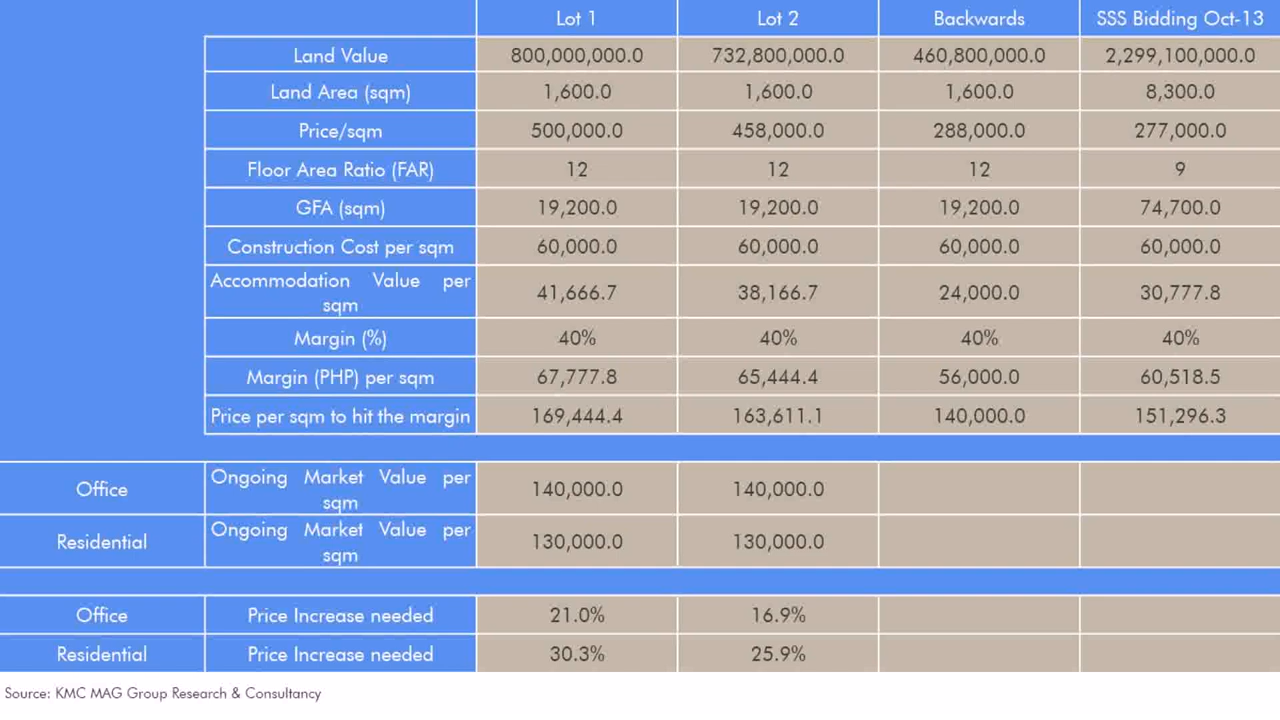 Lot 1 Lot 2 Backwards SSS Bidding Oct-13
Land Value 800,000,000.0 732,800,000.0 460,800,000.0 2,299,100,000.0
Land Area (sqm) 1,600.0 1,600.0 1,600.0 8,300.0
Price/sqm 500,000.0 458,000.0 288,000.0 277,000.0
Floor Area Ratio (FAR) 12 12 12 9
GFA (sqm) 19,200.0 19,200.0 19,200.0 74,700.0
Construction Cost per sqm 60,000.0 60,000.0 60,000.0 60,000.0
Accommodation Value per
sqm 41,666.7 38,166.7 24,000.0 30,777.8
Margin (%) 40% 40% 40% 40%
Margin (PHP) per sqm 67,777.8 65,444.4 56,000.0 60,518.5
Price per sqm to hit the margin 169,444.4 163,611.1 140,000.0 151,296.3
Office Ongoing Market Value per
sqm 140,000.0 140,000.0
Residential Ongoing Market Value per
sqm 130,000.0 130,000.0
Office Price Increase needed 21.0% 16.9%
Residential Price Increase needed 30.3% 25.9%
Source: KMC MAG Group Research & Consultancy